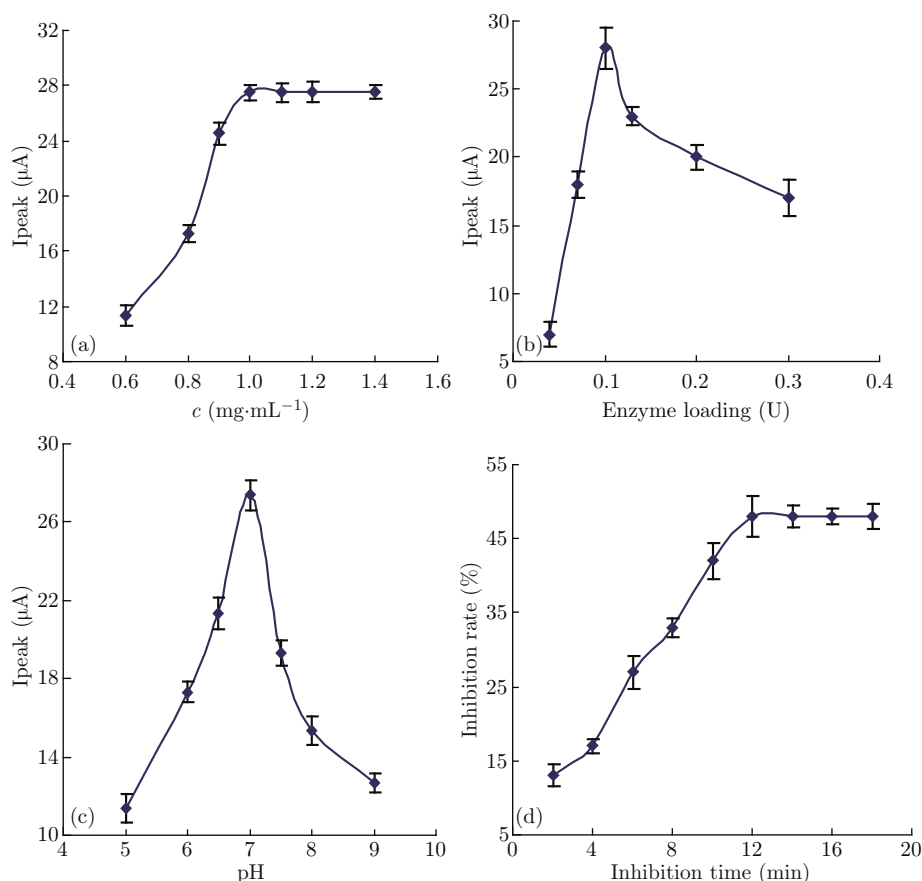 32
28
24
20
16
12
8
Ipeak (μA)
(a)
0.4 0.6 0.8 1.0 1.2 1.4 1.6
c (mg·mL⁻¹)
30
25
20
15
10
5
Ipeak (μA)
(b)
0 0.1 0.2 0.3 0.4
Enzyme loading (U)
30
26
22
18
14
10
Ipeak (μA)
(c)
4 5 6 7 8 9 10
pH
55
45
35
25
15
5
Inhibition rate (%)
(d)
0 4 8 12 16 20
Inhibition time (min)